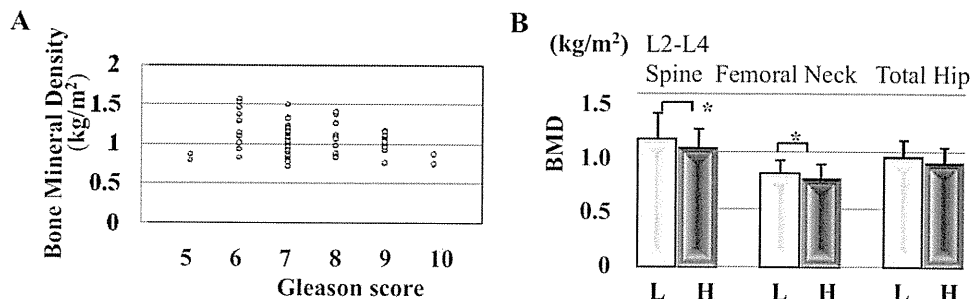 A
Bone Mineral Density
(kg/m²)
2
1.5
1
0.5
0
5 6 7 8 9 10
Gleason score
B
(kg/m²) L2-L4
Spine Femoral Neck Total Hip
BMD
1.5
1.0
0.5
0
*
*
L H L H L H